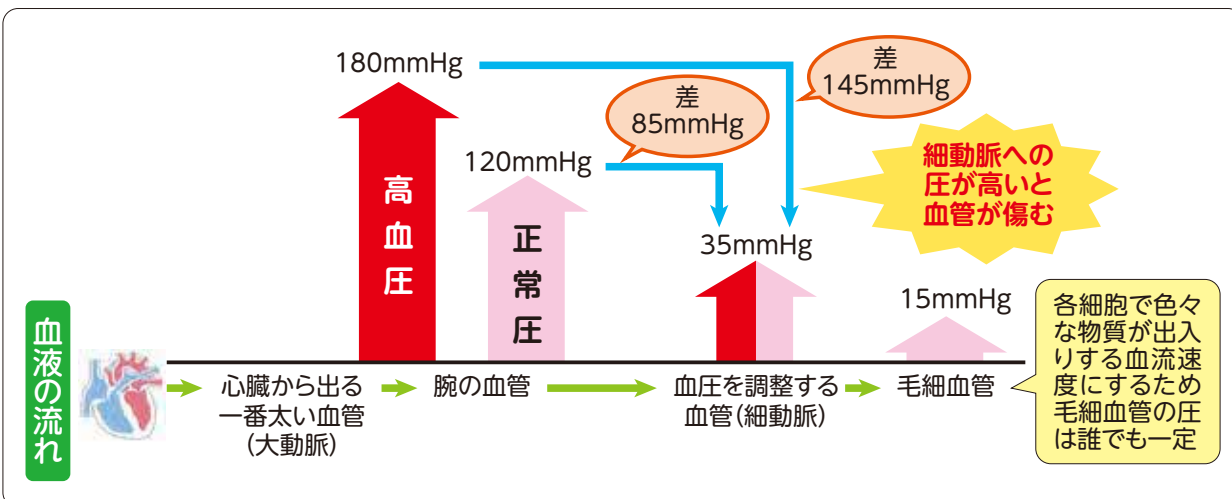 180mmHg
差
145mmHg
差
85mmHg
120mmHg
細動脈への
圧が高いと
血管が傷む
高血圧
正常圧
35mmHg
15mmHg
各細胞で色々
な物質が出入
りする血流速
度にするため
毛細血管の圧
は誰でも一定
血液の流れ
心臓から出る
一番太い血管
(大動脈)
腕の血管
血圧を調整する
血管(細動脈)
毛細血管